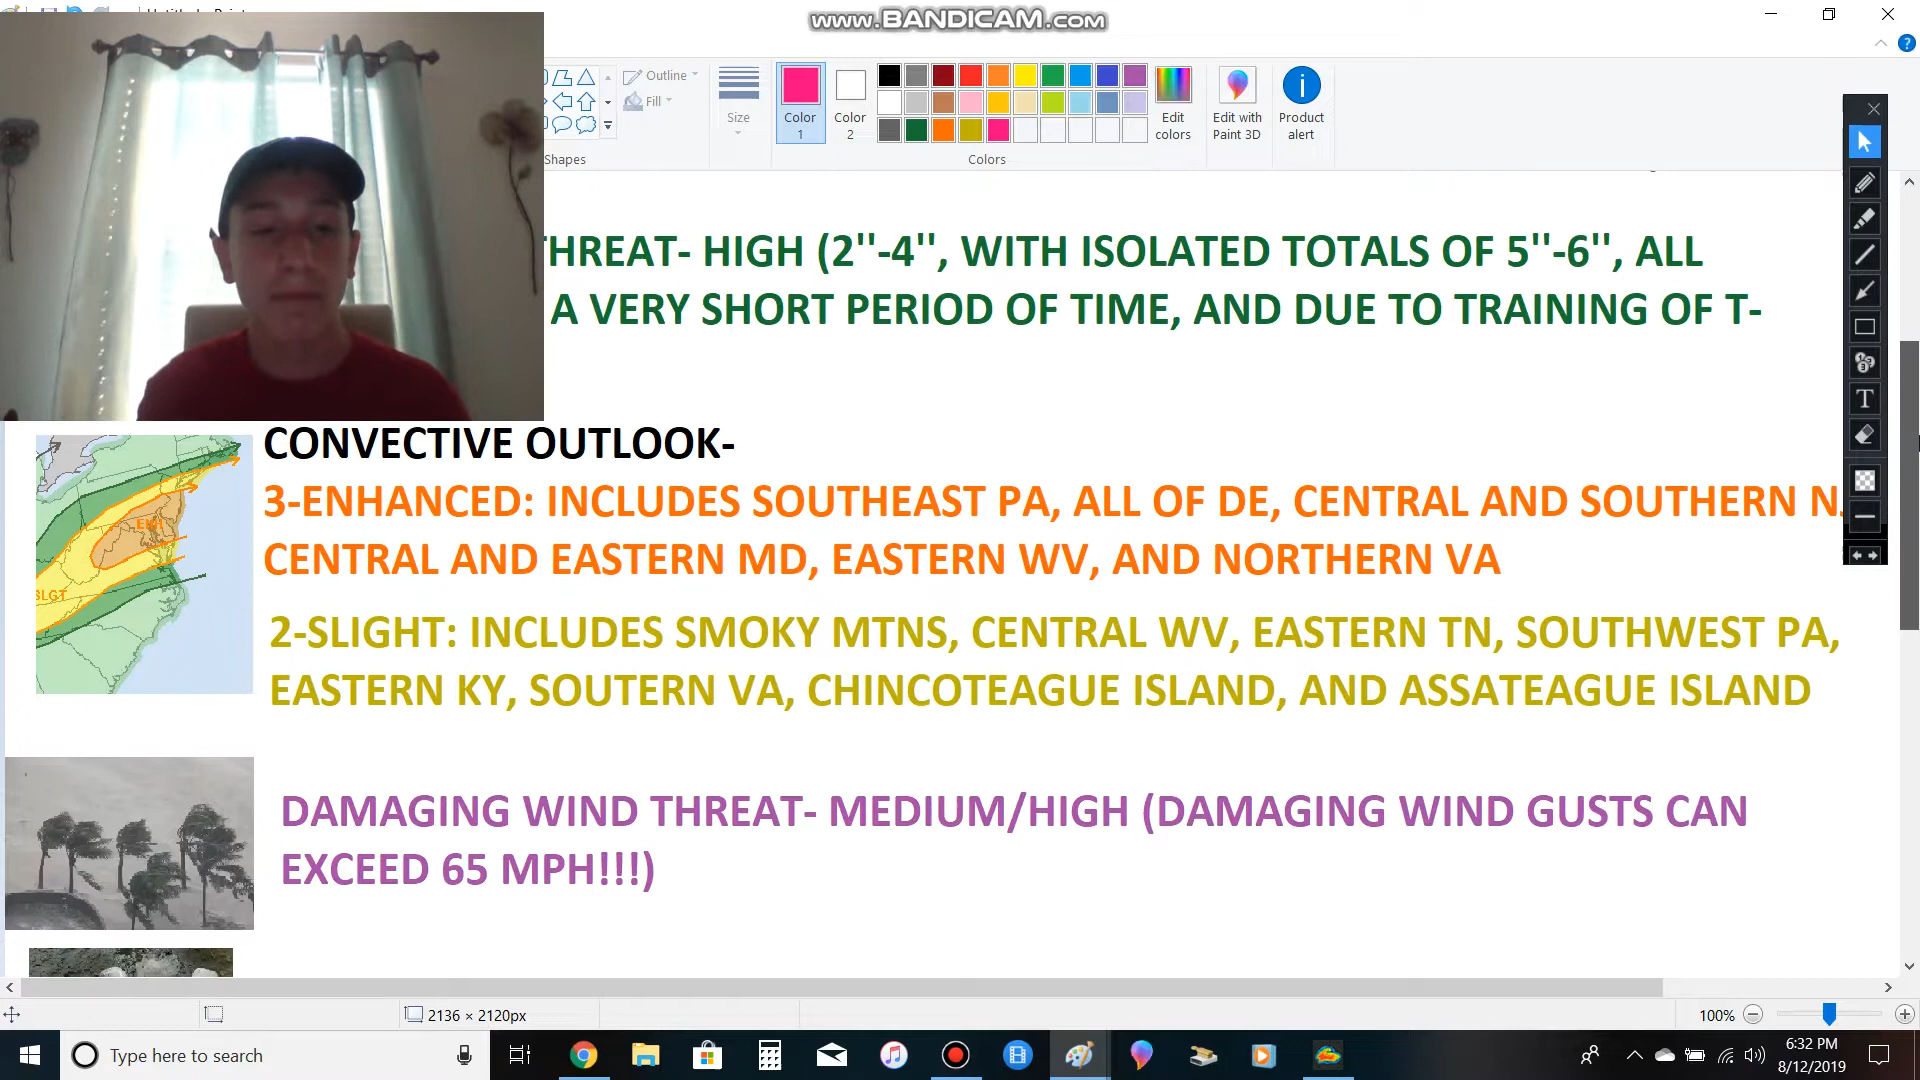 www.BANDICAM.com
Outline
Fill
Size
Color
1
Color
2
Edit
colors
Edit with
Paint 3D
Product
alert
Shapes
Colors
THREAT- HIGH (2''-4'', WITH ISOLATED TOTALS OF 5''-6'', ALL
A VERY SHORT PERIOD OF TIME, AND DUE TO TRAINING OF T-
CONVECTIVE OUTLOOK-
3-ENHANCED: INCLUDES SOUTHEAST PA, ALL OF DE, CENTRAL AND SOUTHERN
CENTRAL AND EASTERN MD, EASTERN WV, AND NORTHERN VA
ENH
SLGT
2-SLIGHT: INCLUDES SMOKY MTNS, CENTRAL WV, EASTERN TN, SOUTHWEST PA,
EASTERN KY, SOUTERN VA, CHINCOTEAGUE ISLAND, AND ASSATEAGUE ISLAND
DAMAGING WIND THREAT- MEDIUM/HIGH (DAMAGING WIND GUSTS CAN
EXCEED 65 MPH!!!)
2136 × 2120px
100%
Type here to search
6:32 PM
8/12/2019